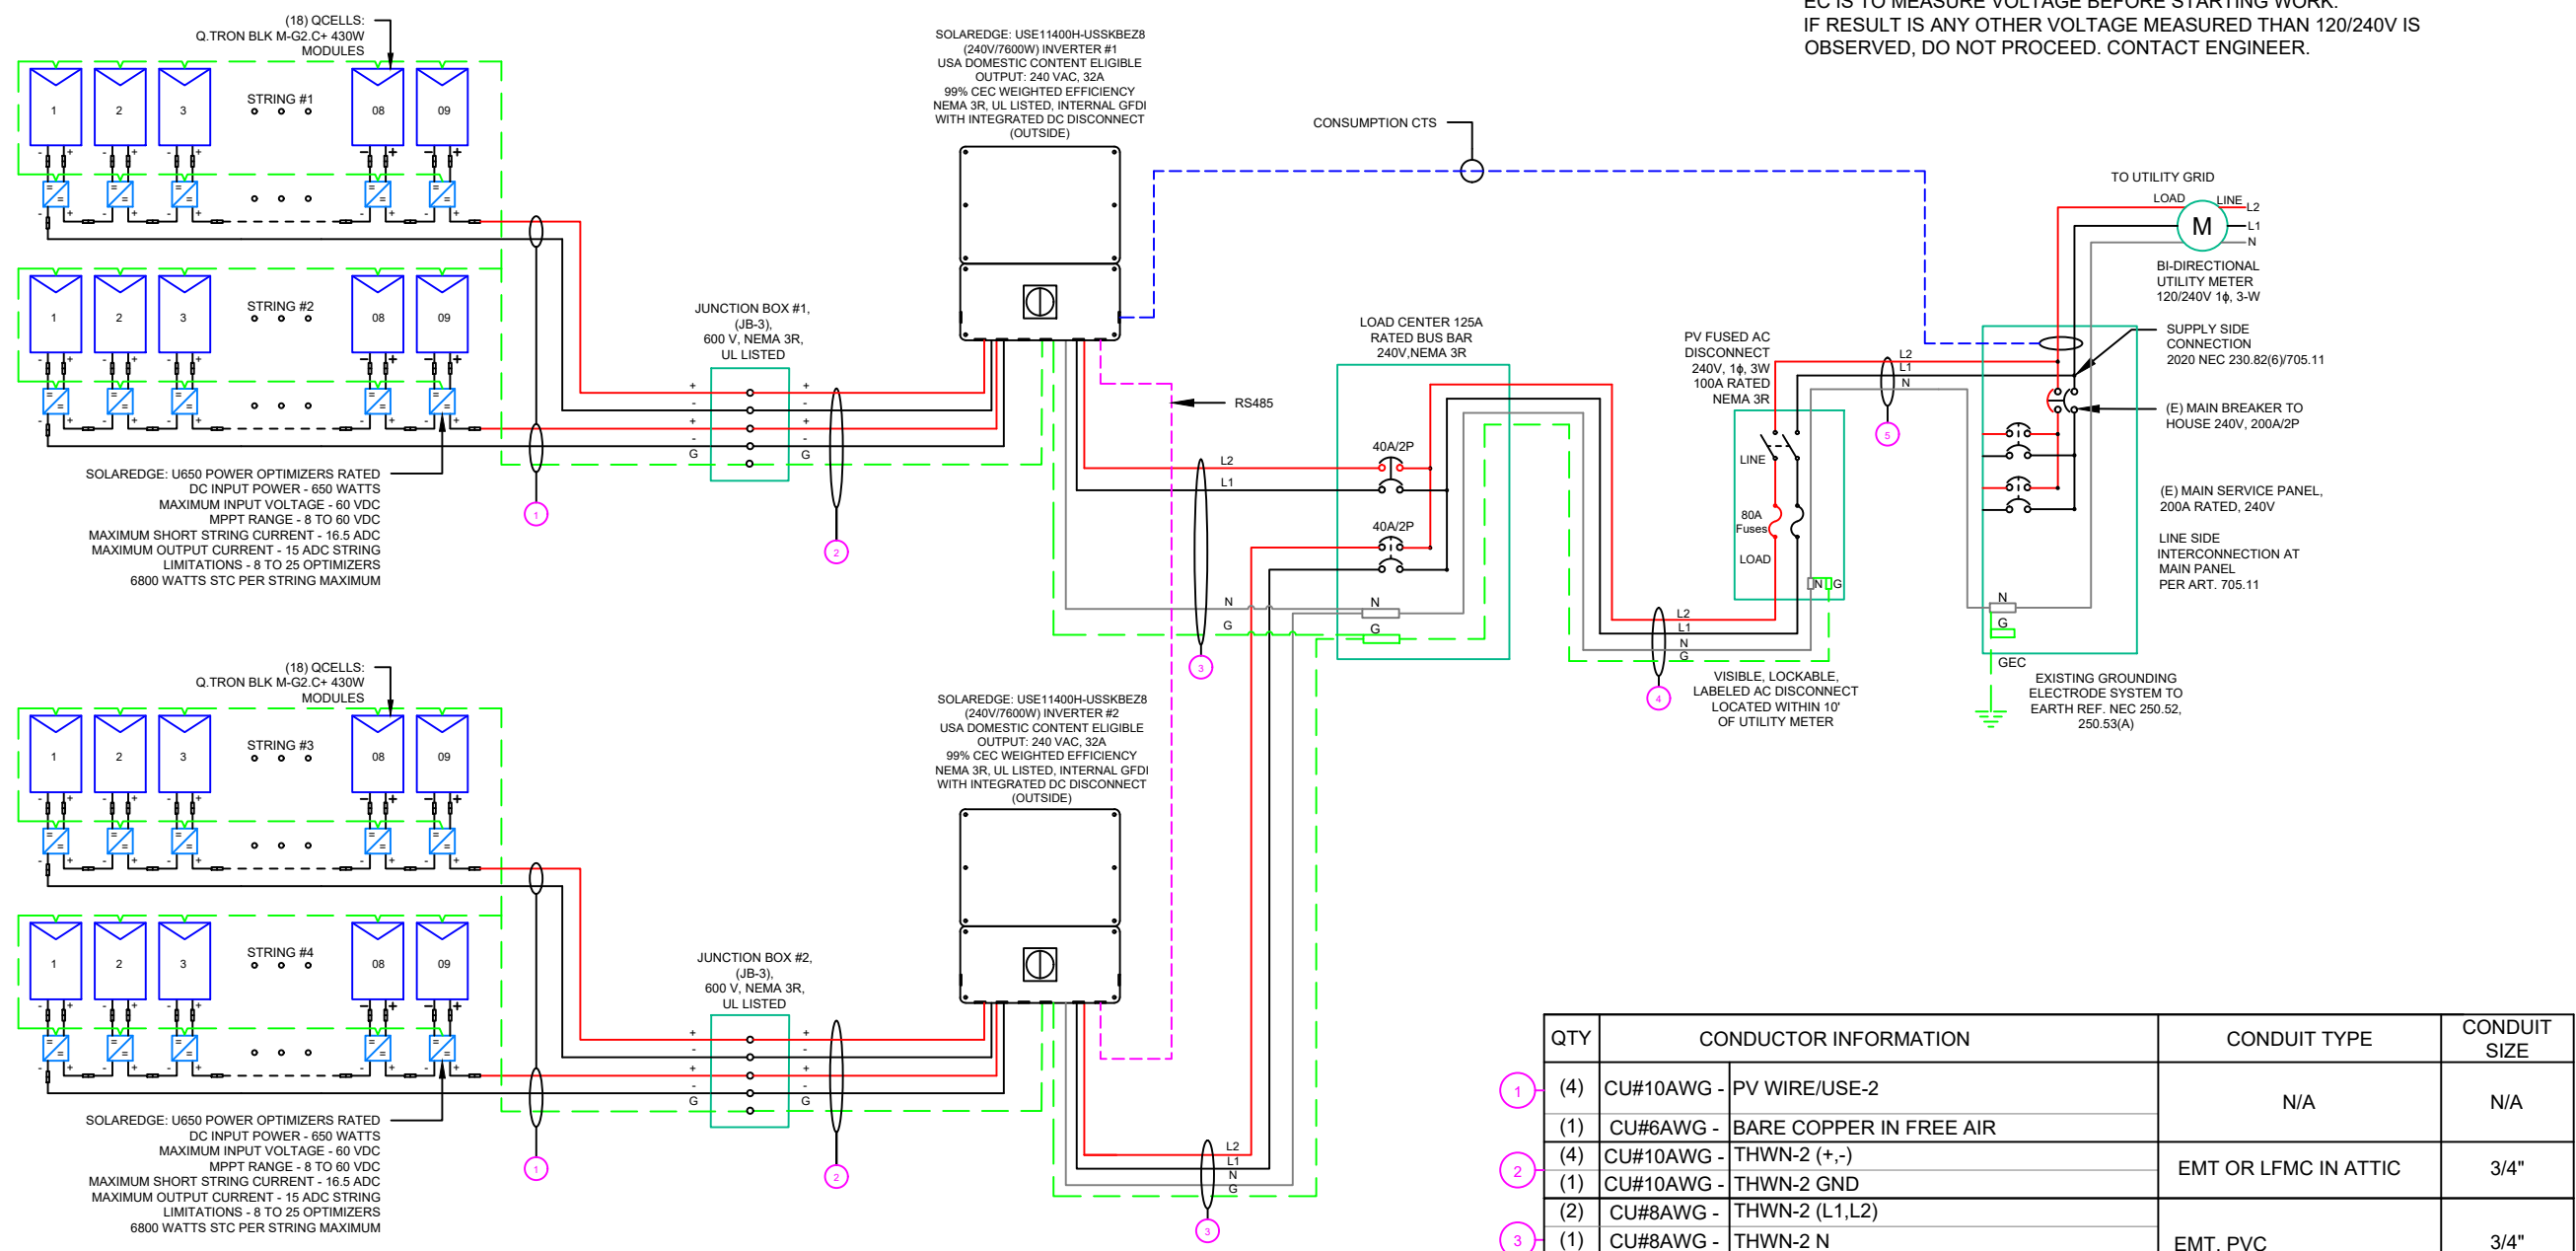 EC IS TO MEASURE VOLTAGE BEFORE STARTING WORK.
IF RESULT IS ANY OTHER VOLTAGE MEASURED THAN 120/240V IS
OBSERVED, DO NOT PROCEED. CONTACT ENGINEER.
(18) QCELLS:
Q.TRON BLK M-G2.C+ 430W
MODULES
1 2 3 STRING #1 08 09
1 2 3 STRING #2 08 09
SOLAREDGE: U650 POWER OPTIMIZERS RATED
DC INPUT POWER - 650 WATTS
MAXIMUM INPUT VOLTAGE - 60 VDC
MPPT RANGE - 8 TO 60 VDC
MAXIMUM SHORT STRING CURRENT - 16.5 ADC
MAXIMUM OUTPUT CURRENT - 15 ADC STRING
LIMITATIONS - 8 TO 25 OPTIMIZERS
6800 WATTS STC PER STRING MAXIMUM
1
JUNCTION BOX #1,
(JB-3),
600 V, NEMA 3R,
UL LISTED
+ +
- -
+ +
- -
G G
2
SOLAREDGE: USE11400H-USSKBEZ8
(240V/7600W) INVERTER #1
USA DOMESTIC CONTENT ELIGIBLE
OUTPUT: 240 VAC, 32A
99% CEC WEIGHTED EFFICIENCY
NEMA 3R, UL LISTED, INTERNAL GFDI
WITH INTEGRATED DC DISCONNECT
(OUTSIDE)
CONSUMPTION CTS
RS485
L2
L1
N
G
3
LOAD CENTER 125A
RATED BUS BAR
240V,NEMA 3R
40A/2P
40A/2P
N
G
PV FUSED AC
DISCONNECT
240V, 1ϕ, 3W
100A RATED
NEMA 3R
LINE
80A
Fuses
LOAD
N G
L2
L1
N
G
4
VISIBLE, LOCKABLE,
LABELED AC DISCONNECT
LOCATED WITHIN 10'
OF UTILITY METER
L2
L1
N
5
TO UTILITY GRID
LOAD LINE
M
L2
L1
N
BI-DIRECTIONAL
UTILITY METER
120/240V 1ϕ, 3-W
SUPPLY SIDE
CONNECTION
2020 NEC 230.82(6)/705.11
(E) MAIN BREAKER TO
HOUSE 240V, 200A/2P
(E) MAIN SERVICE PANEL,
200A RATED, 240V
LINE SIDE
INTERCONNECTION AT
MAIN PANEL
PER ART. 705.11
N
G
GEC
EXISTING GROUNDING
ELECTRODE SYSTEM TO
EARTH REF. NEC 250.52,
250.53(A)
(18) QCELLS:
Q.TRON BLK M-G2.C+ 430W
MODULES
1 2 3 STRING #3 08 09
1 2 3 STRING #4 08 09
SOLAREDGE: U650 POWER OPTIMIZERS RATED
DC INPUT POWER - 650 WATTS
MAXIMUM INPUT VOLTAGE - 60 VDC
MPPT RANGE - 8 TO 60 VDC
MAXIMUM SHORT STRING CURRENT - 16.5 ADC
MAXIMUM OUTPUT CURRENT - 15 ADC STRING
LIMITATIONS - 8 TO 25 OPTIMIZERS
6800 WATTS STC PER STRING MAXIMUM
1
JUNCTION BOX #2,
(JB-3),
600 V, NEMA 3R,
UL LISTED
+ +
- -
+ +
- -
G G
2
SOLAREDGE: USE11400H-USSKBEZ8
(240V/7600W) INVERTER #2
USA DOMESTIC CONTENT ELIGIBLE
OUTPUT: 240 VAC, 32A
99% CEC WEIGHTED EFFICIENCY
NEMA 3R, UL LISTED, INTERNAL GFDI
WITH INTEGRATED DC DISCONNECT
(OUTSIDE)
L2
L1
N
G
3
QTY CONDUCTOR INFORMATION CONDUIT TYPE CONDUIT SIZE
1 (4) CU#10AWG - PV WIRE/USE-2 N/A N/A
(1) CU#6AWG - BARE COPPER IN FREE AIR
2 (4) CU#10AWG - THWN-2 (+,-) EMT OR LFMC IN ATTIC 3/4"
(1) CU#10AWG - THWN-2 GND
(2) CU#8AWG - THWN-2 (L1,L2)
3 (1) CU#8AWG - THWN-2 N EMT, PVC 3/4"